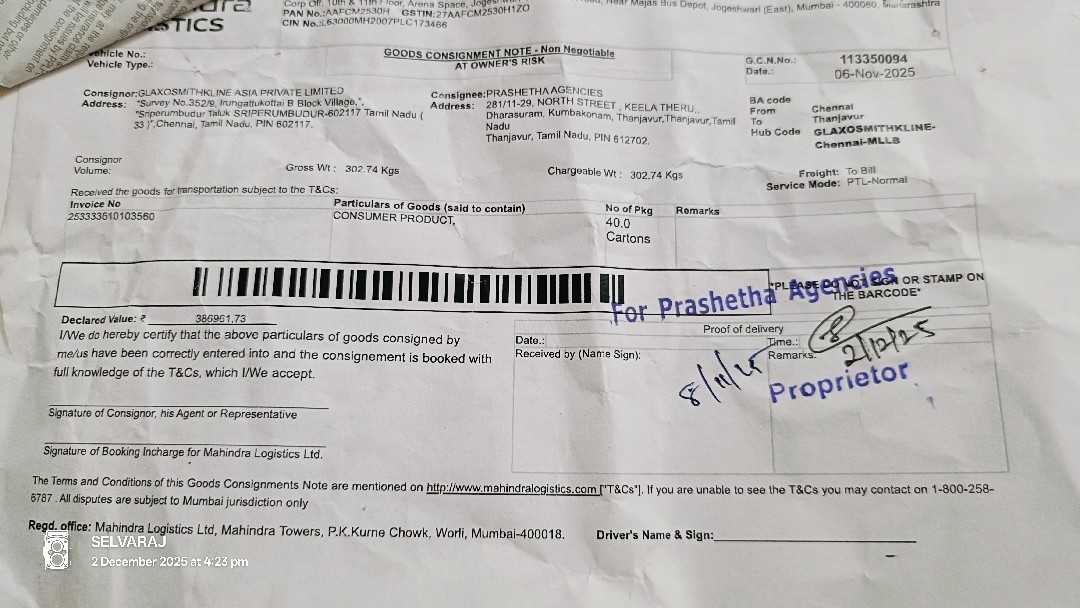 STICS
Corp Off. 10th & 11th Floor, Arena Space, Near Majas Bus Depot, Jogeshwari (East), Mumbai - 400060, Maharashtra
PAN No.:AAFCM2530H GSTIN:27AAFCM2530H1ZO
CIN No.:L63000MH2007PLC173466
Vehicle No.:
Vehicle Type.:
GOODS CONSIGNMENT NOTE - Non Negotiable
AT OWNER'S RISK
G.C.N.No.: 113350094
Date.: 06-Nov-2025
Consignor:GLAXOSMITHKLINE ASIA PRIVATE LIMITED
Address: "Survey No.352/9, Irungattukottai B Block Village,",
"Sriperumbudur Taluk SRIPERUMBUDUR-602117 Tamil Nadu (
33 )",Chennai, Tamil Nadu, PIN 602117.
Consignee:PRASHETHA AGENCIES
Address: 281/11-29, NORTH STREET , KEELA THERU,
Dharasuram, Kumbakonam, Thanjavur,Thanjavur,Tamil
Nadu
Thanjavur, Tamil Nadu, PIN 612702.
BA code
From Chennai
To Thanjavur
Hub Code GLAXOSMITHKLINE-
Chennai-MLLB
Consignor
Volume:
Gross Wt : 302.74 Kgs
Chargeable Wt : 302.74 Kgs
Freight: To Bill
Service Mode: PTL-Normal
Received the goods for transportation subject to the T&Cs:
Invoice No
253333610103560
Particulars of Goods (said to contain)
CONSUMER PRODUCT,
No of Pkg
40.0
Cartons
Remarks
*PLEASE DO NOT SIGN OR STAMP ON
THE BARCODE*
For Prashetha Agencies
Declared Value: ₹ 386961.73
I/We do hereby certify that the above particulars of goods consigned by
me/us have been correctly entered into and the consignement is booked with
full knowledge of the T&Cs, which I/We accept.
Proof of delivery
Date.:
Time.:
Received by (Name Sign):
Remarks:
8
2/12/25
8/11/25
Proprietor
Signature of Consignor, his Agent or Representative
Signature of Booking Incharge for Mahindra Logistics Ltd.
The Terms and Conditions of this Goods Consignments Note are mentioned on http://www.mahindralogistics.com ["T&Cs"]. If you are unable to see the T&Cs you may contact on 1-800-258-
6787 . All disputes are subject to Mumbai jurisdiction only
Regd. office: Mahindra Logistics Ltd, Mahindra Towers, P.K.Kurne Chowk, Worli, Mumbai-400018.
Driver's Name & Sign:
SELVARAJ
2 December 2025 at 4:23 pm